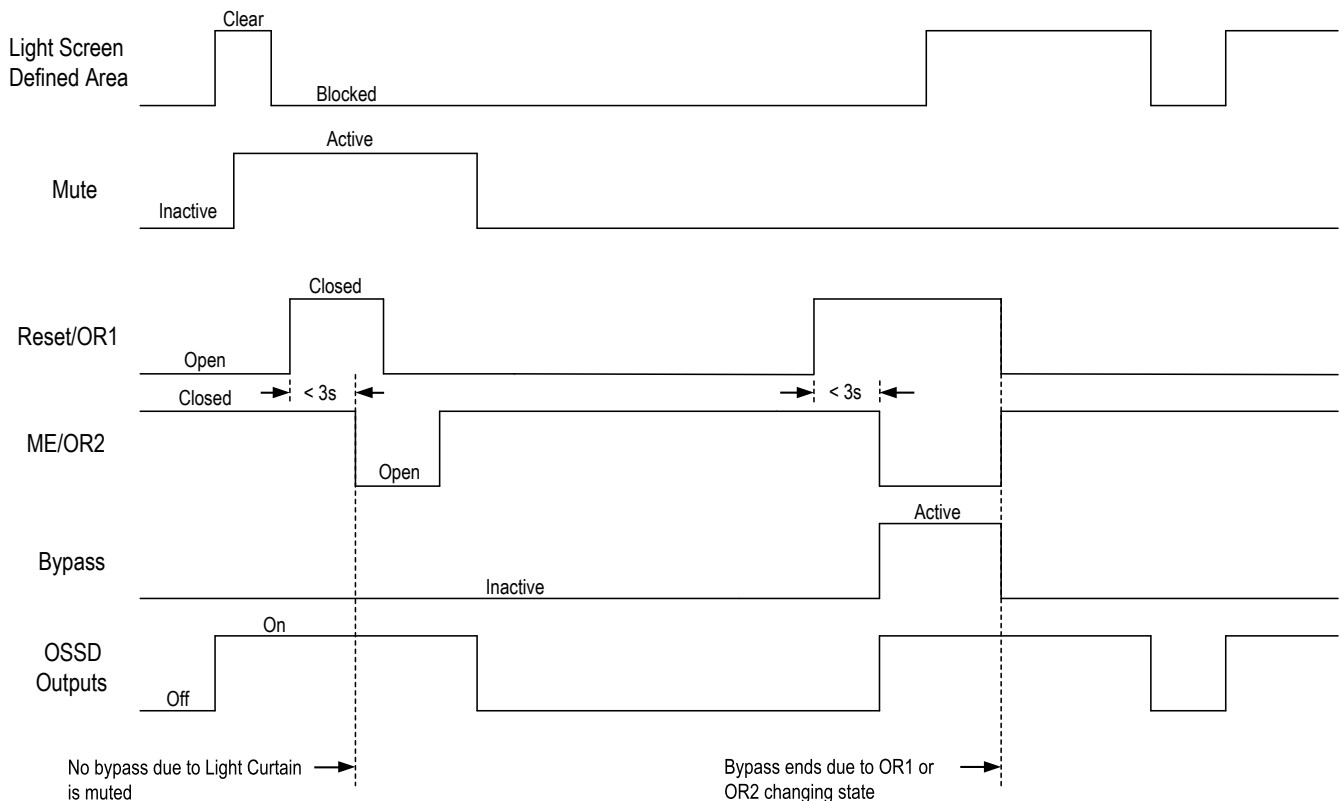 Clear
Light Screen
Defined Area
Blocked
Active
Mute
Inactive
Closed
Reset/OR1
Open
< 3s
< 3s
Closed
ME/OR2
Open
Active
Bypass
Inactive
On
OSSD
Outputs
Off
No bypass due to Light Curtain
is muted
Bypass ends due to OR1 or
OR2 changing state